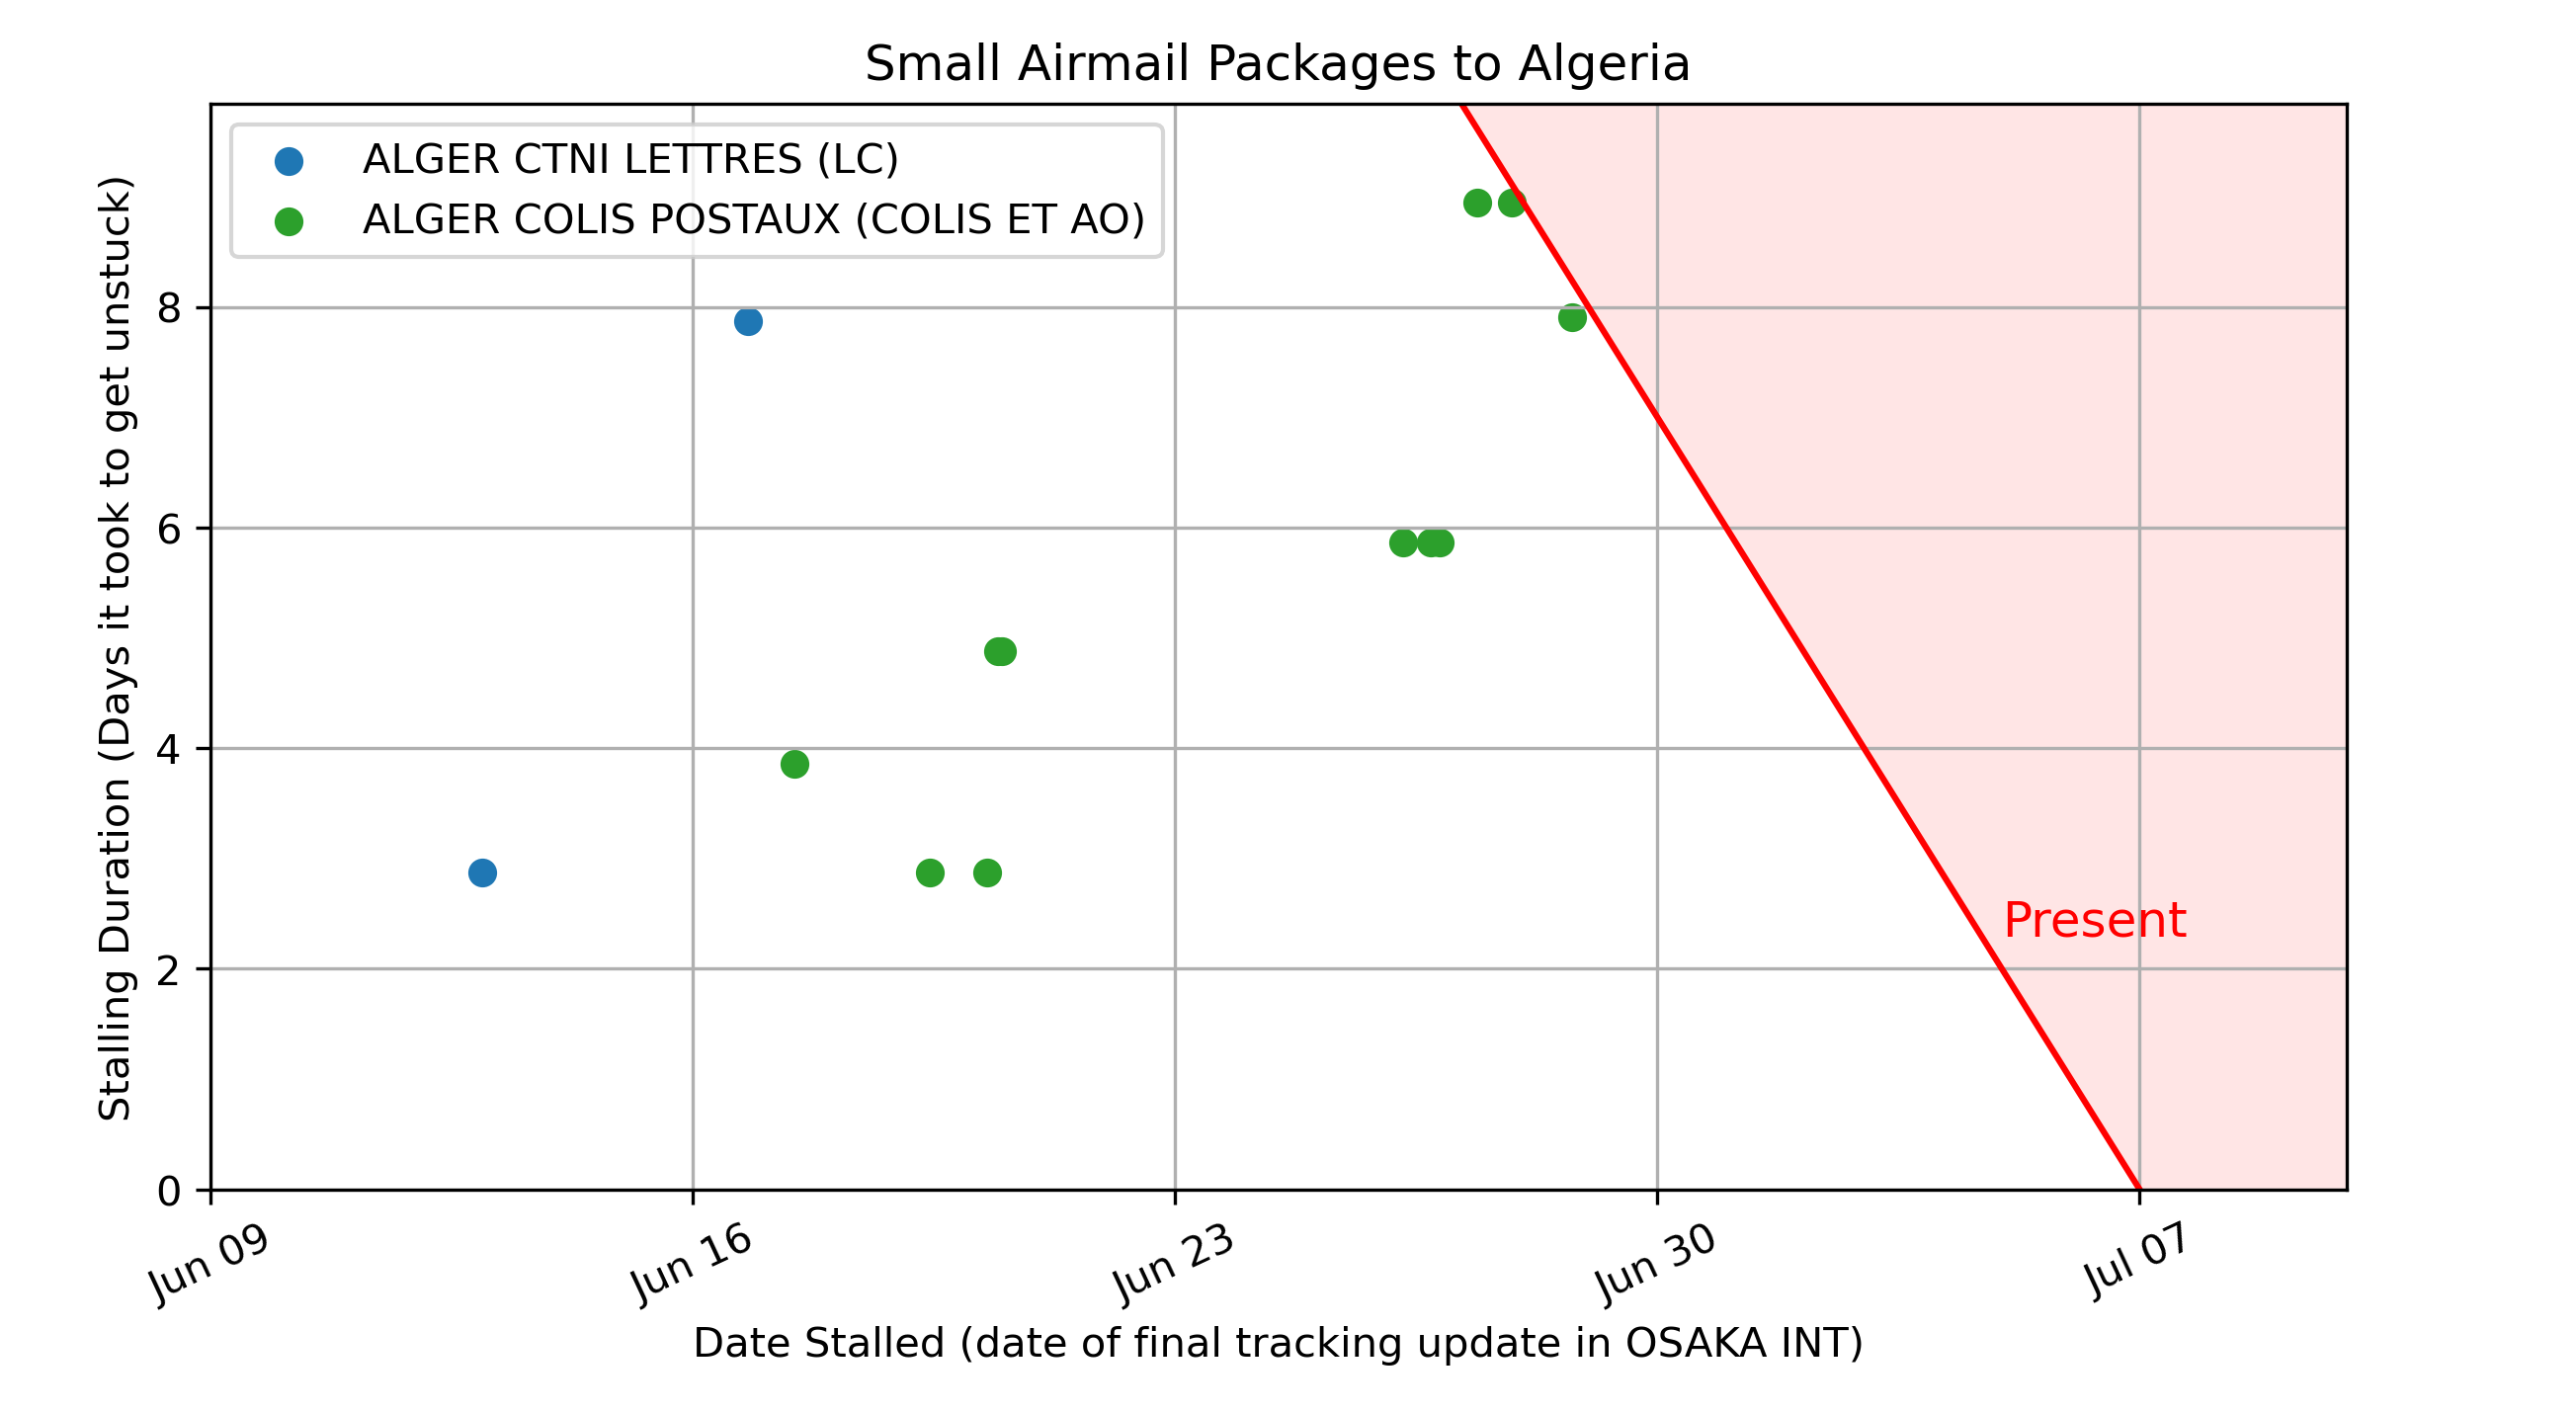 Small Airmail Packages to Algeria
ALGER CTNI LETTRES (LC)
ALGER COLIS POSTAUX (COLIS ET AO)
Stalling Duration (Days it took to get unstuck)
8
6
4
2
0
Present
Jun 09
Jun 16
Jun 23
Jun 30
Jul 07
Date Stalled (date of final tracking update in OSAKA INT)